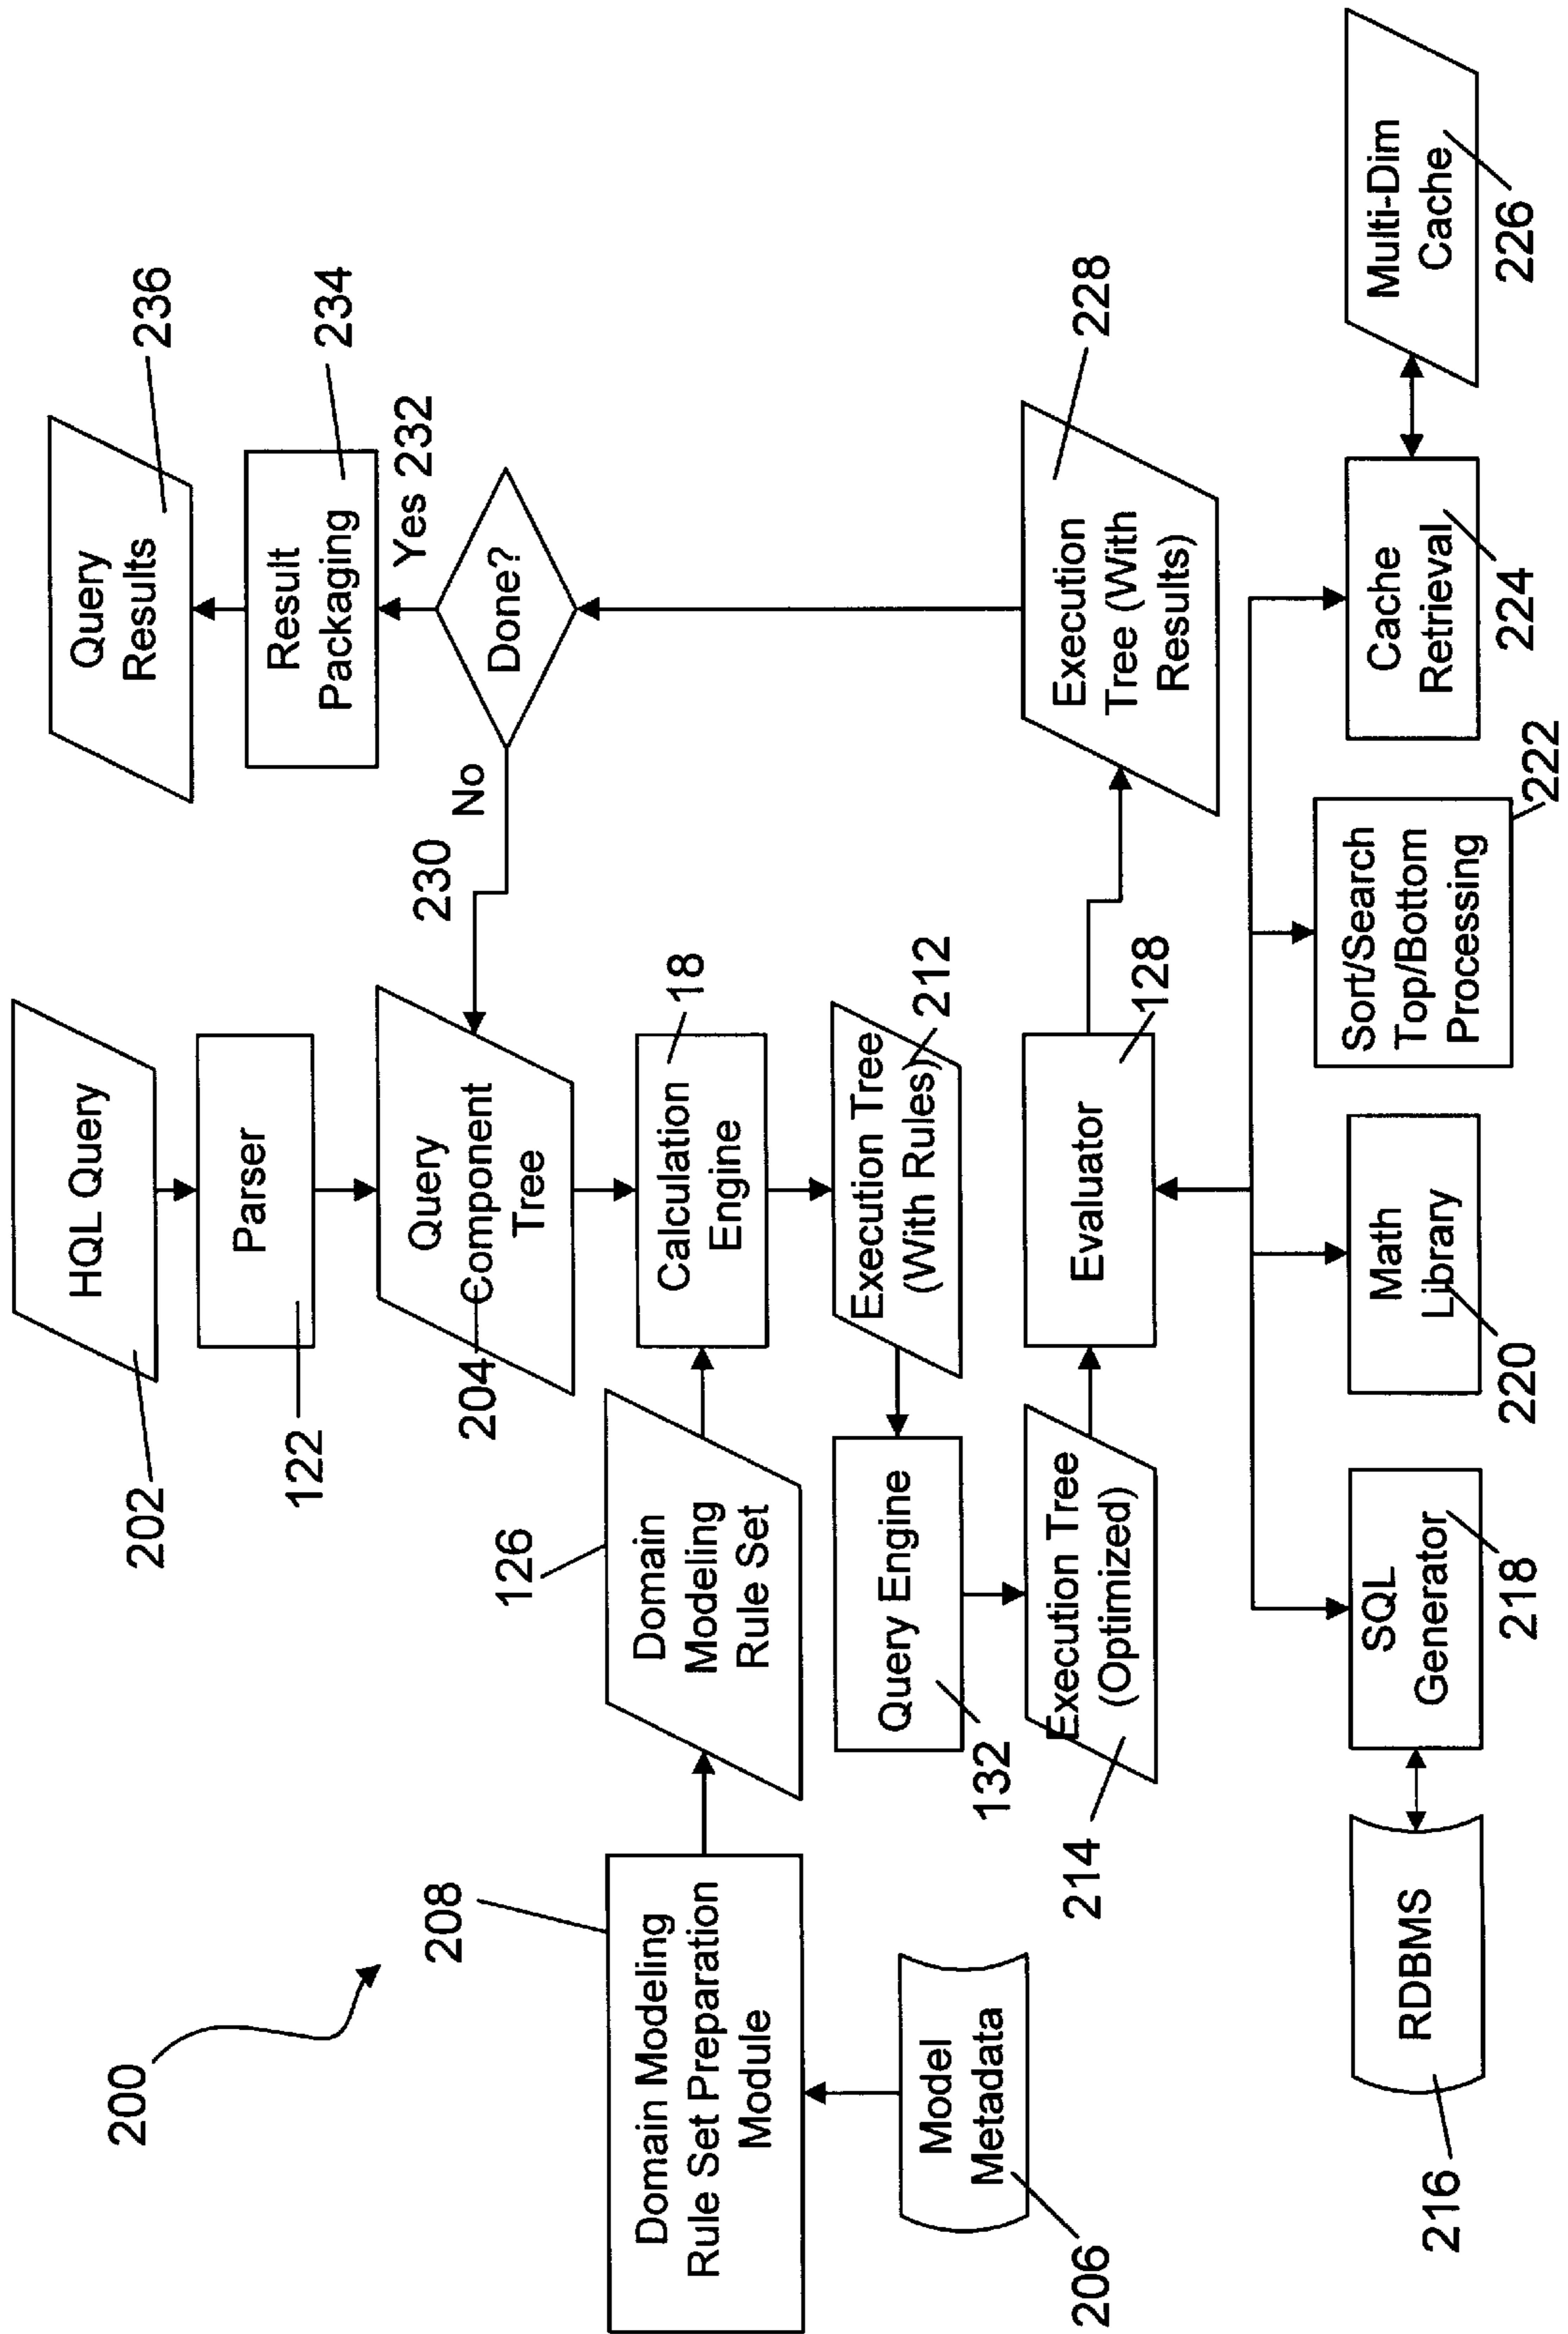 200
202
HQL Query
122
Parser
204
Query
Component
Tree
236
Query
Results
234
Result
Packaging
Yes 232
Done?
No
230
208
Domain Modeling
Rule Set Preparation
Module
126
Domain
Modeling
Rule Set
18
Calculation
Engine
206
Model
Metadata
132
Query Engine
212
Execution Tree
(With Rules)
214
Execution Tree
(Optimized)
128
Evaluator
228
Execution
Tree (With
Results)
216
RDBMS
218
SQL
Generator
220
Math
Library
222
Sort/Search
Top/Bottom
Processing
224
Cache
Retrieval
226
Multi-Dim
Cache